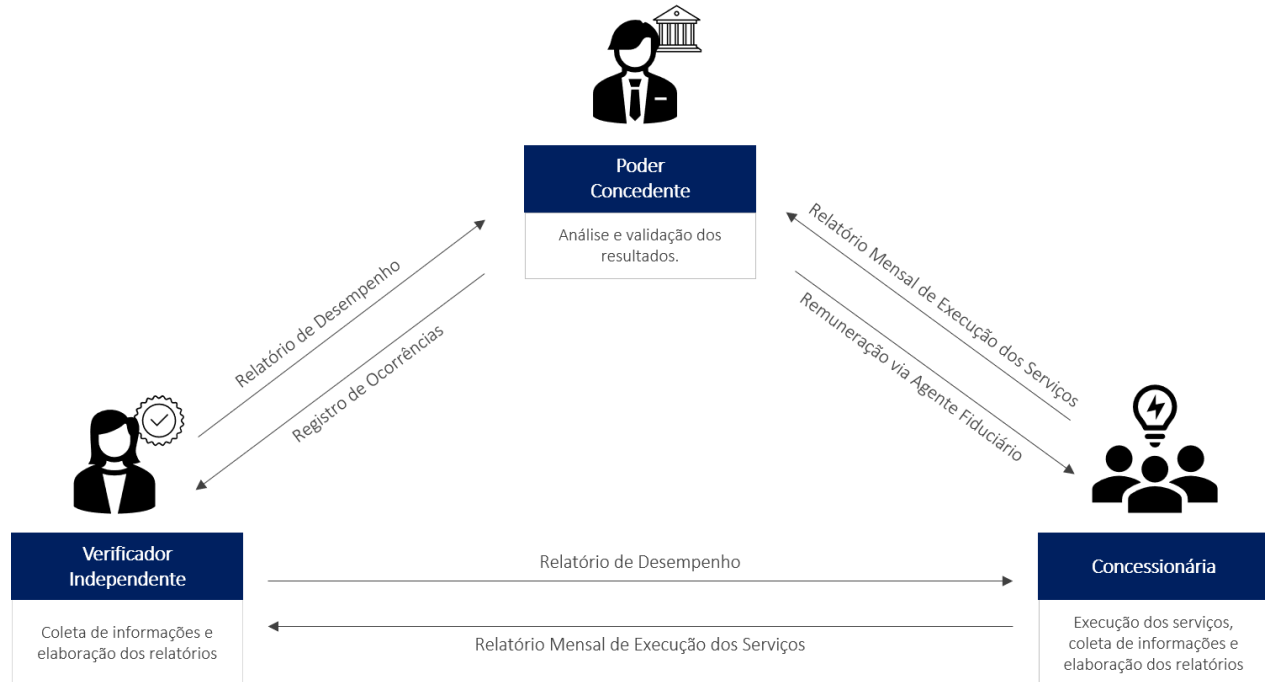 Poder
Concedente
Análise e validação dos
resultados.
Relatório de Desempenho
Registro de Ocorrências
Relatório Mensal de Execução dos Serviços
Remuneração via Agente Fiduciário
Verificador
Independente
Coleta de informações e
elaboração dos relatórios
Relatório de Desempenho
Relatório Mensal de Execução dos Serviços
Concessionária
Execução dos serviços,
coleta de informações e
elaboração dos relatórios